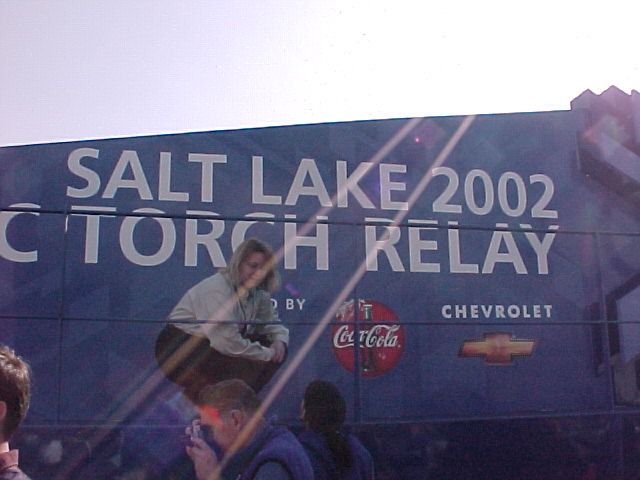 SALT LAKE 2002
C TORCH RELAY
D BY
Coca-Cola
CHEVROLET